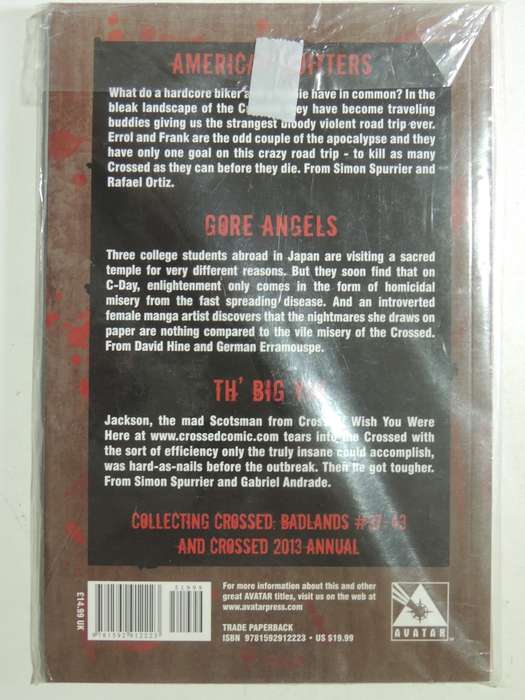 AMERICAN QUITTERS
What do a hardcore biker have in common? In the
bleak landscape of the they have become traveling
buddies giving us the strangest bloody violent road trip ever.
Errol and Frank are the odd couple of the apocalypse and they
have only one goal on this crazy road trip - to kill as many
Crossed as they can before they die. From Simon Spurrier and
Rafael Ortiz.
GORE ANGELS
Three college students abroad in Japan are visiting a sacred
temple for very different reasons. But they soon find that on
C-Day, enlightenment only comes in the form of homicidal
misery from the fast spreading disease. And an introverted
female manga artist discovers that the nightmares she draws on
paper are nothing compared to the vile misery of the Crossed.
From David Hine and German Erramouspe.
TH' BIG
Jackson, the mad Scotsman from Crossed: Wish You Were
Here at www.crossedcomic.com tears into the Crossed with
the sort of efficiency only the truly insane could accomplish,
was hard-as-nails before the outbreak. Then he got tougher.
From Simon Spurrier and Gabriel Andrade.
COLLECTING CROSSED: BADLANDS #37-43
AND CROSSED 2013 ANNUAL
£14.99 UK
51999
9781592912223
For more information about this and other
great AVATAR titles, visit us on the web at
www.avatarpress.com
TRADE PAPERBACK
ISBN 9781592912223 • US $19.99
AVATAR